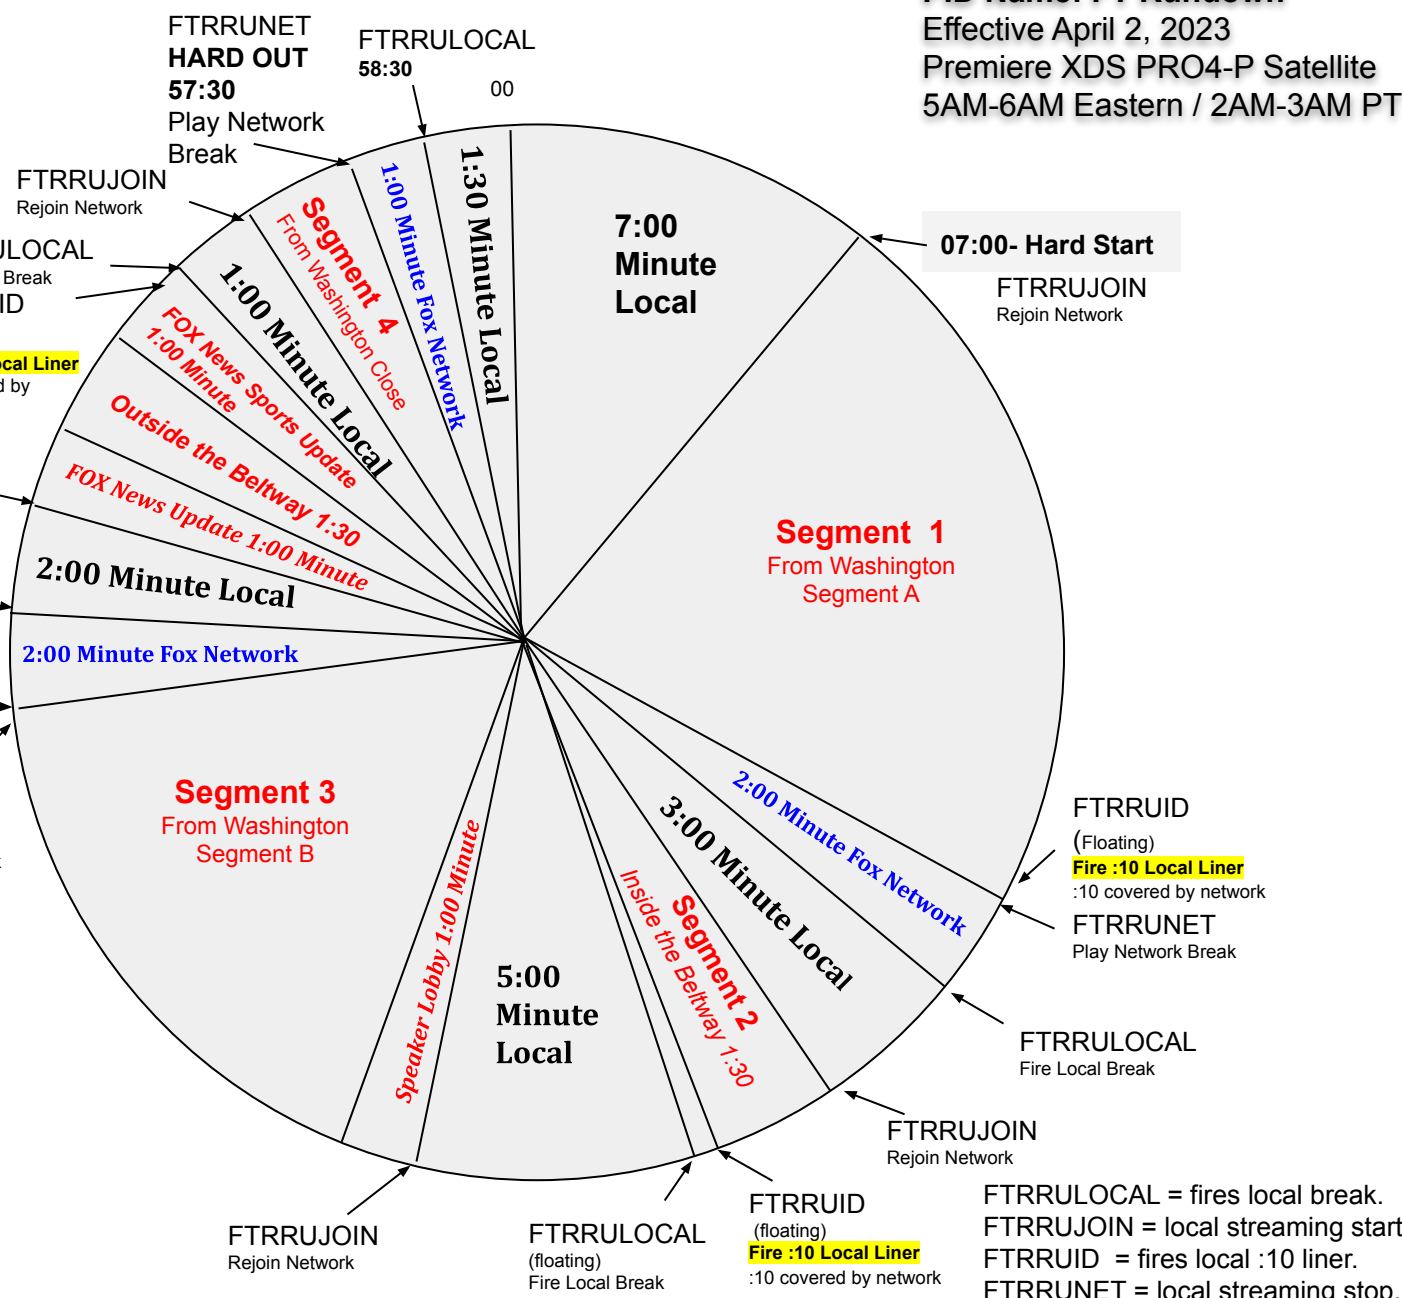 Effective April 2, 2023
Premiere XDS PRO4-P Satellite
5AM-6AM Eastern / 2AM-3AM PT
FTRRUNET
HARD OUT
57:30
Play Network
Break
FTRRULOCAL
58:30
00
FTRRUJOIN
Rejoin Network
Break
Local Liner
by
1:30 Minute Local
1:00 Minute Fox Network
Segment 4
From Washington Close
1:00 Minute Local
FOX News Sports Update
1:00 Minute
Outside the Beltway 1:30
FOX News Update 1:00 Minute
2:00 Minute Local
2:00 Minute Fox Network
7:00
Minute
Local
07:00- Hard Start
FTRRUJOIN
Rejoin Network
Segment 1
From Washington
Segment A
2:00 Minute Fox Network
3:00 Minute Local
Segment 2
Inside the Beltway 1:30
5:00
Minute
Local
Speaker Lobby 1:00 Minute
Segment 3
From Washington
Segment B
FTRRUID
(Floating)
Fire :10 Local Liner
:10 covered by network
FTRRUNET
Play Network Break
FTRRULOCAL
Fire Local Break
FTRRUJOIN
Rejoin Network
FTRRUID
(floating)
Fire :10 Local Liner
:10 covered by network
FTRRULOCAL
(floating)
Fire Local Break
FTRRUJOIN
Rejoin Network
FTRRULOCAL = fires local break.
FTRRUJOIN = local streaming start
FTRRUID = fires local :10 liner.
FTRRUNET = local streaming stop.